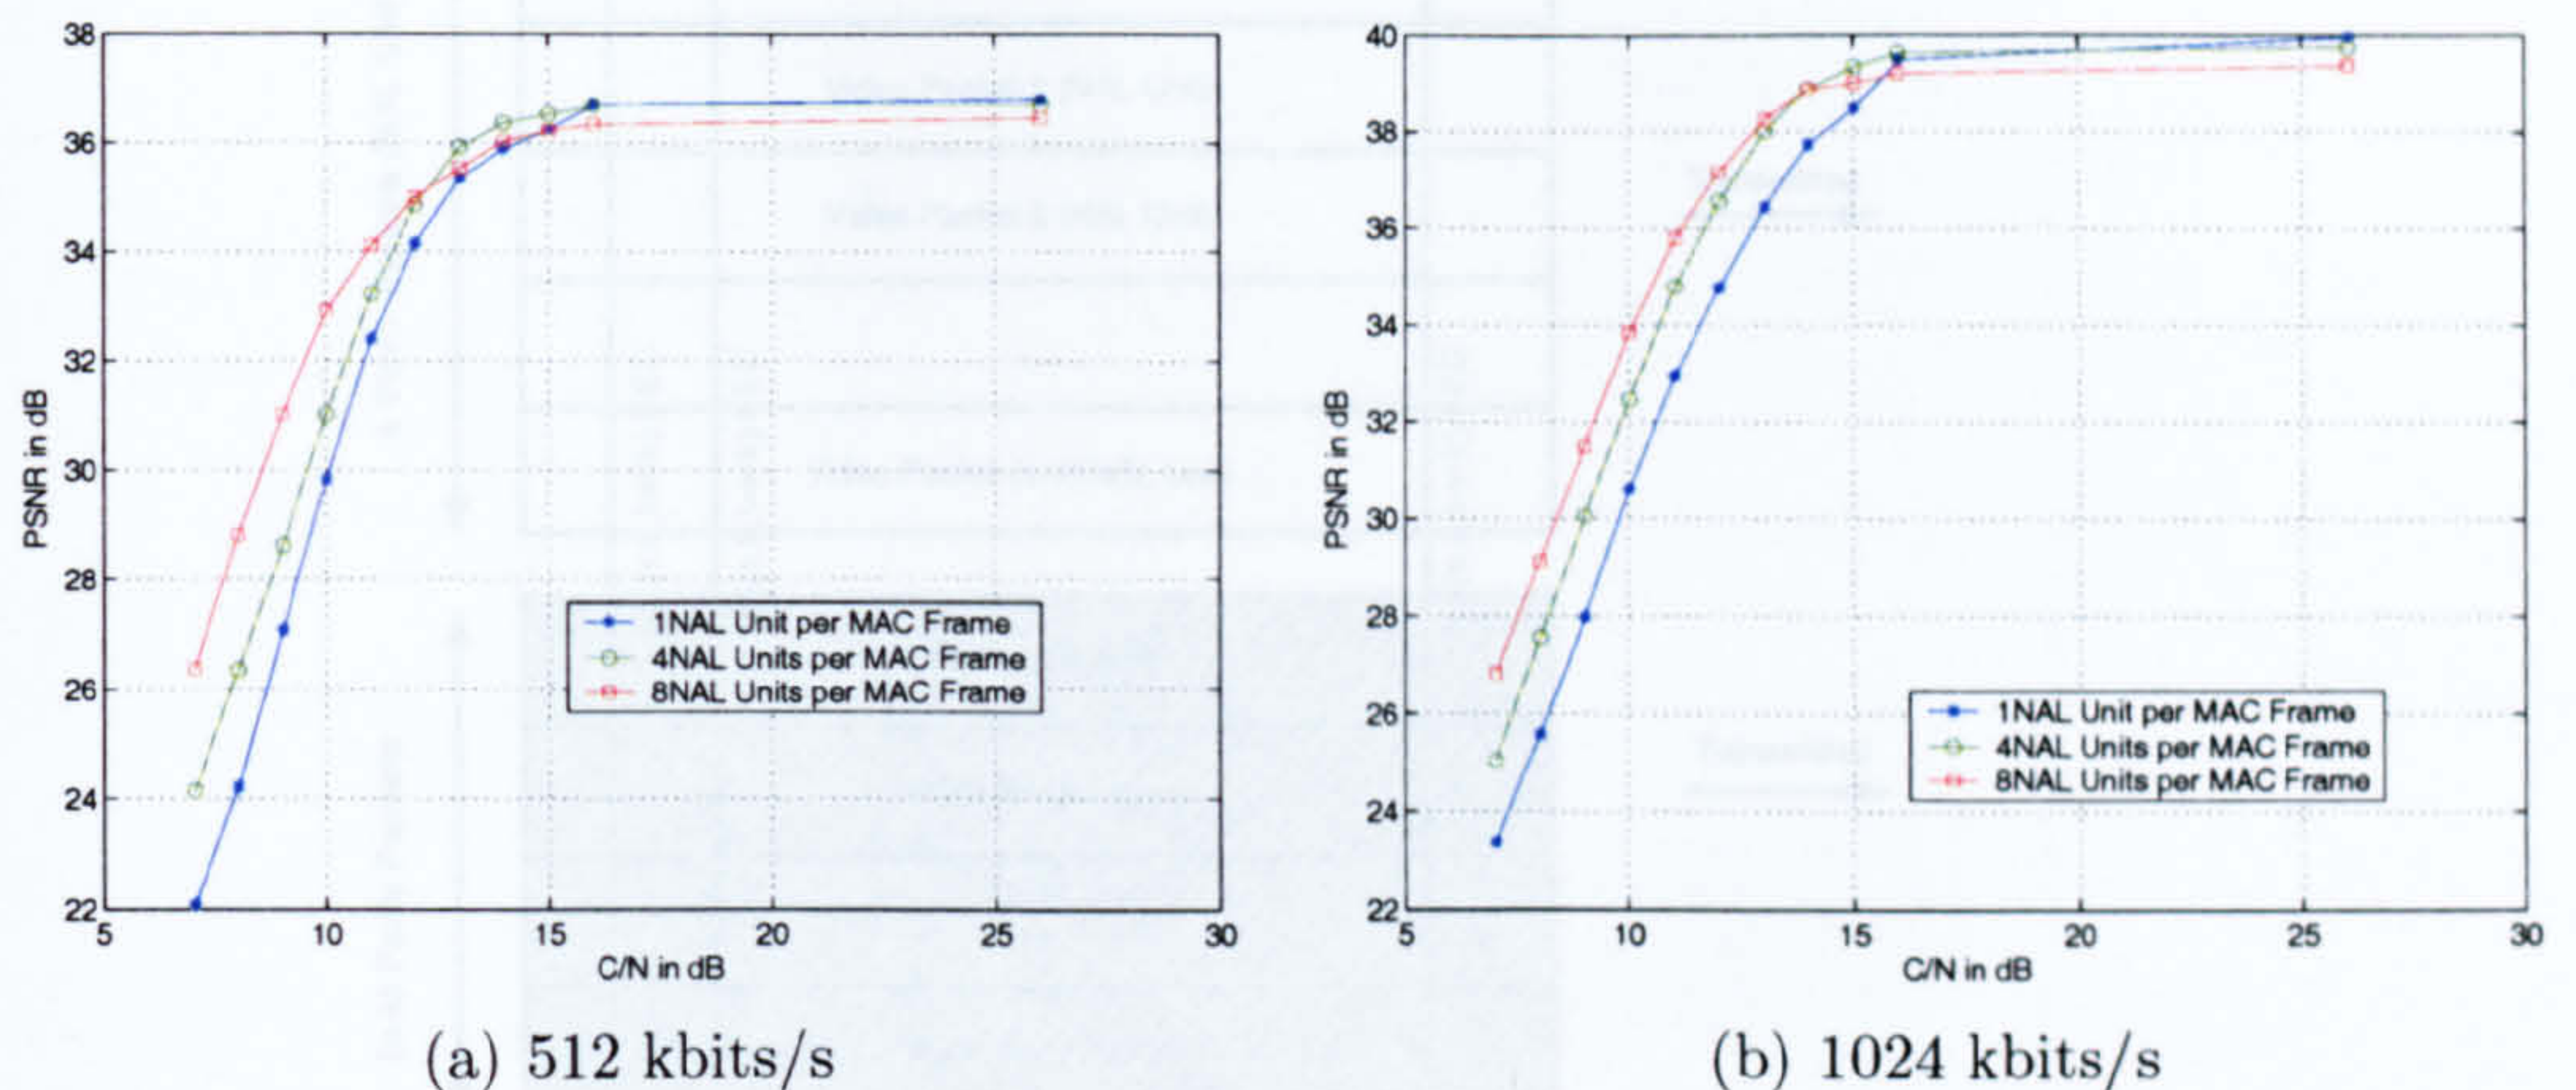 38
36
34
32
30
28
26
24
22
5
10
15
20
25
30
PSNR in dB
C/N in dB
1NAL Unit per MAC Frame
4NAL Units per MAC Frame
8NAL Units per MAC Frame
(a) 512 kbits/s
40
38
36
34
32
30
28
26
24
22
5
10
15
20
25
30
PSNR in dB
C/N in dB
1NAL Unit per MAC Frame
4NAL Units per MAC Frame
8NAL Units per MAC Frame
(b) 1024 kbits/s